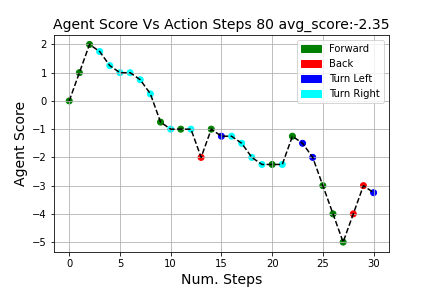 Agent Score Vs Action Steps 80 avg_score:-2.35
Agent Score
2
1
0
−1
−2
−3
−4
−5
Forward
Back
Turn Left
Turn Right
0 5 10 15 20 25 30
Num. Steps